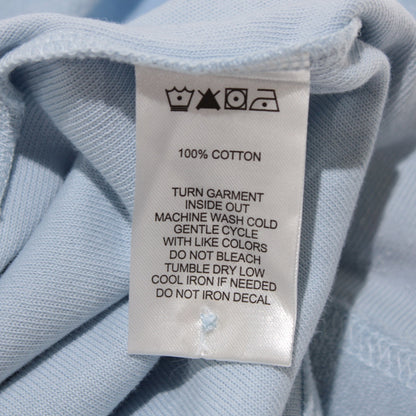 100% COTTON
TURN GARMENT
INSIDE OUT
MACHINE WASH COLD
GENTLE CYCLE
WITH LIKE COLORS
DO NOT BLEACH
TUMBLE DRY LOW
COOL IRON IF NEEDED
DO NOT IRON DECAL